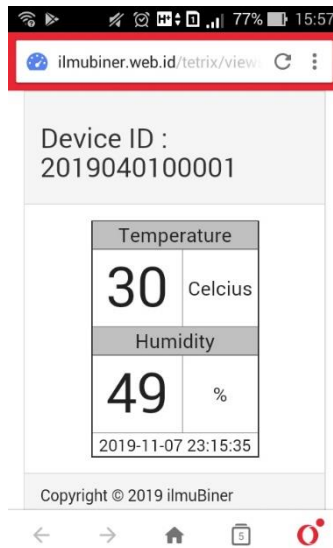 77% 15:57
ilmubiner.web.id/tetrix/view
Device ID :
2019040100001
Temperature
30 Celcius
Humidity
49 %
2019-11-07 23:15:35
Copyright © 2019 ilmuBiner
5